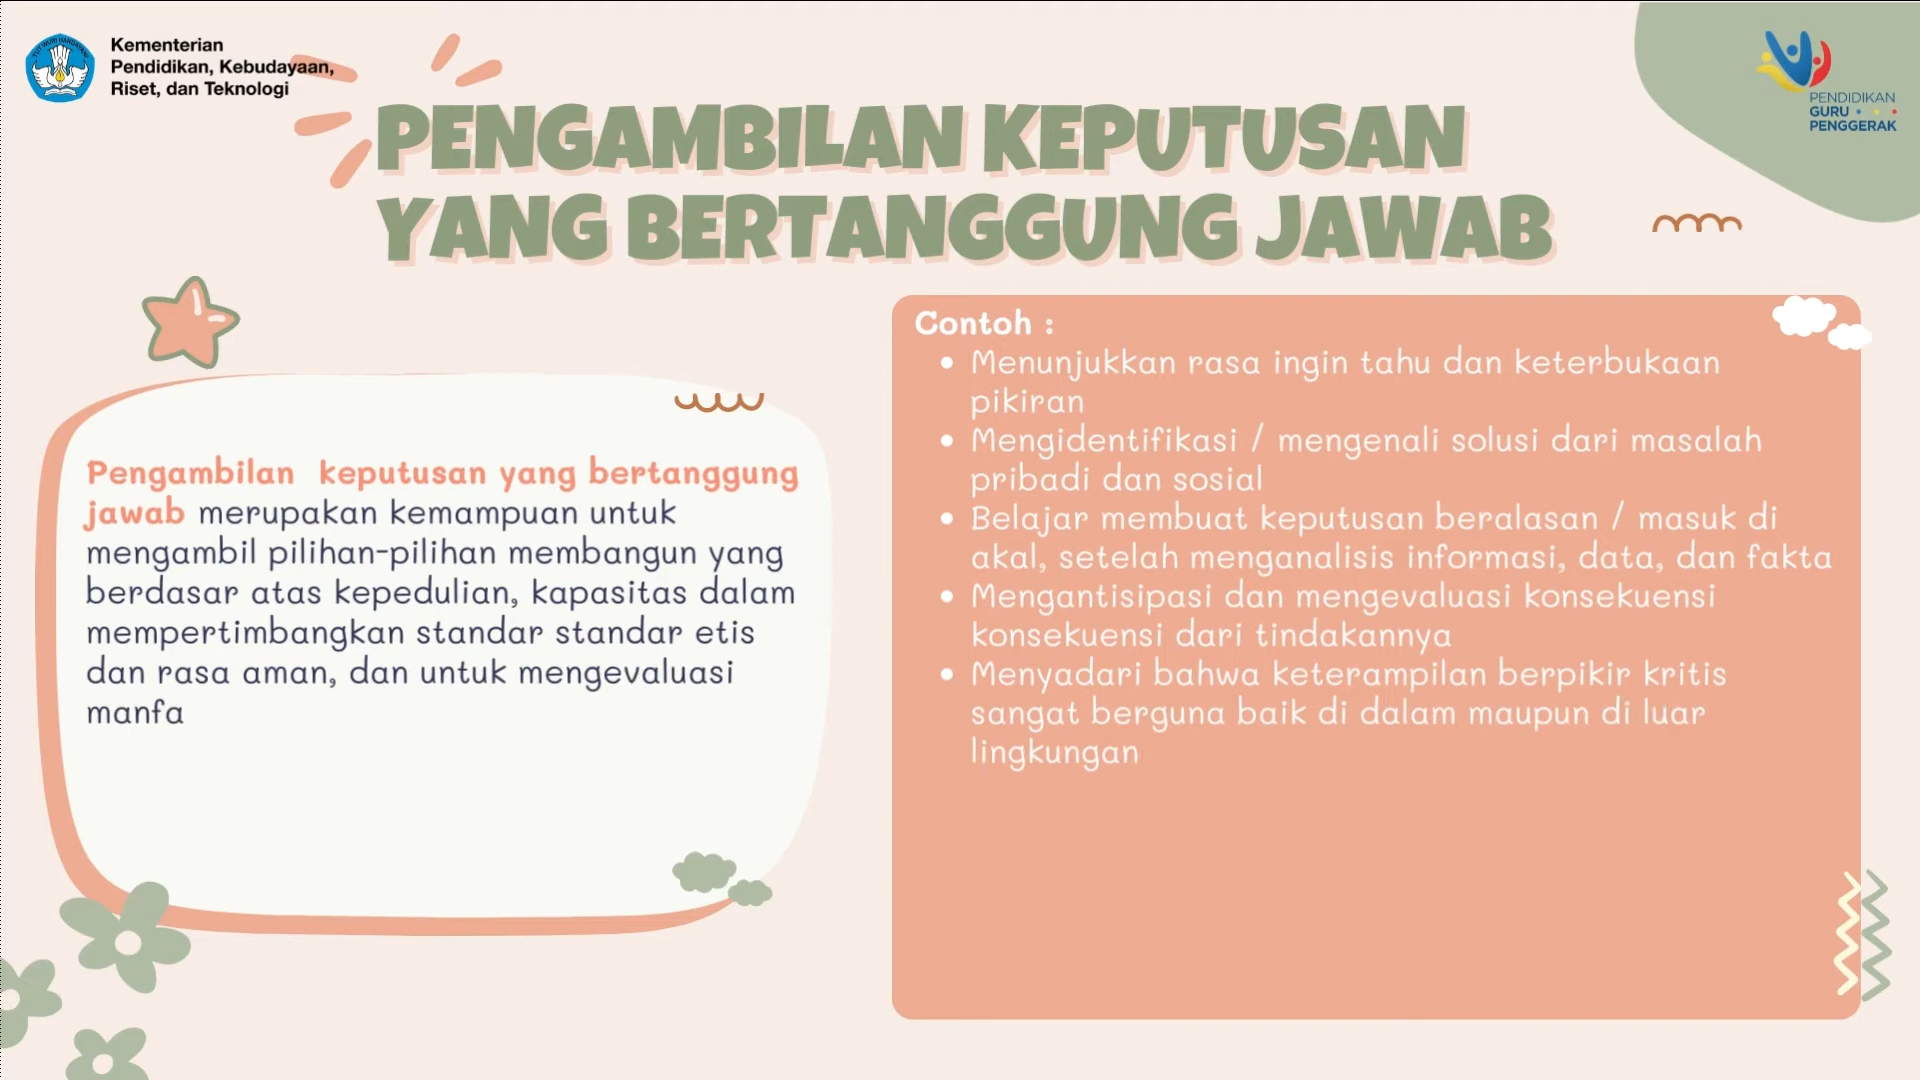 Kementerian
Pendidikan, Kebudayaan,
Riset, dan Teknologi
PENDIDIKAN
GURU
PENGGERAK
PENGAMBILAN KEPUTUSAN
YANG BERTANGGUNG JAWAB
Pengambilan keputusan yang bertanggung
jawab merupakan kemampuan untuk
mengambil pilihan-pilihan membangun yang
berdasar atas kepedulian, kapasitas dalam
mempertimbangkan standar standar etis
dan rasa aman, dan untuk mengevaluasi
manfa
Contoh :
• Menunjukkan rasa ingin tahu dan keterbukaan
pikiran
• Mengidentifikasi / mengenali solusi dari masalah
pribadi dan sosial
• Belajar membuat keputusan beralasan / masuk di
akal, setelah menganalisis informasi, data, dan fakta
• Mengantisipasi dan mengevaluasi konsekuensi
konsekuensi dari tindakannya
• Menyadari bahwa keterampilan berpikir kritis
sangat berguna baik di dalam maupun di luar
lingkungan